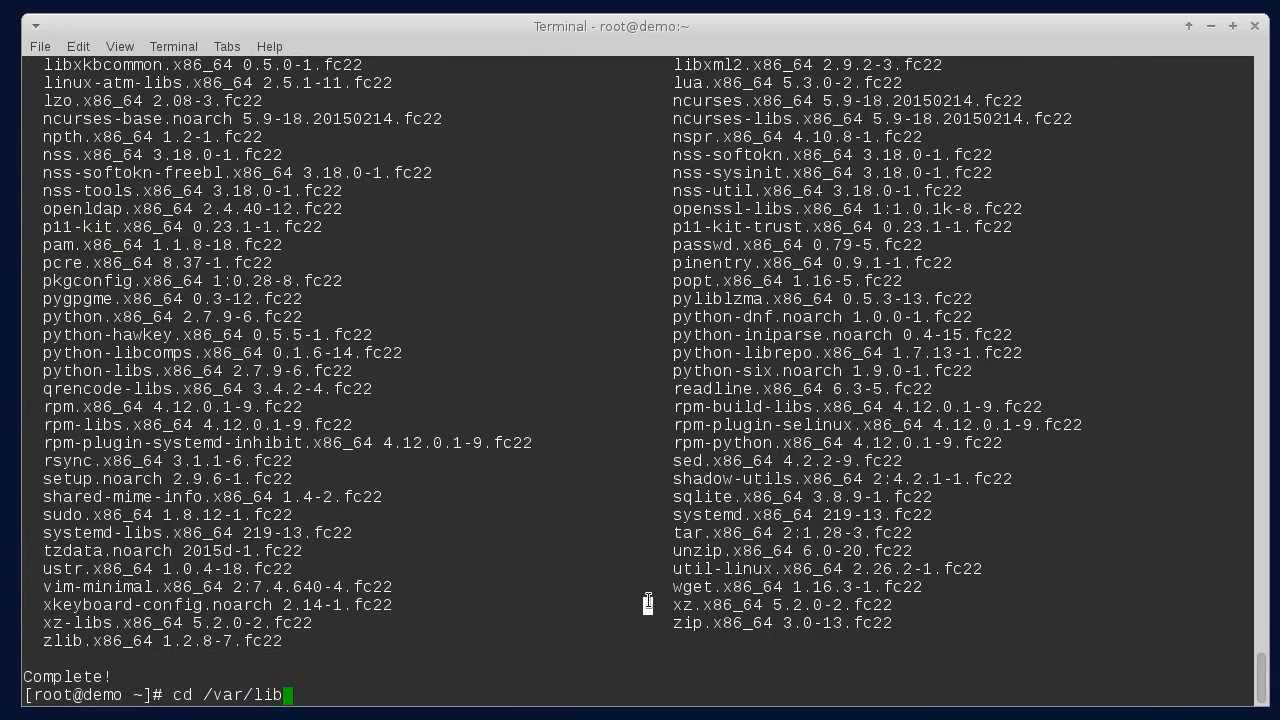 Terminal - root@demo:~
File Edit View Terminal Tabs Help
libxkbcommon.x86_64 0.5.0-1.fc22 libxml2.x86_64 2.9.2-3.fc22
linux-atm-libs.x86_64 2.5.1-11.fc22 lua.x86_64 5.3.0-2.fc22
lzo.x86_64 2.08-3.fc22 ncurses.x86_64 5.9-18.20150214.fc22
ncurses-base.noarch 5.9-18.20150214.fc22 ncurses-libs.x86_64 5.9-18.20150214.fc22
npth.x86_64 1.2-1.fc22 nspr.x86_64 4.10.8-1.fc22
nss.x86_64 3.18.0-1.fc22 nss-softokn.x86_64 3.18.0-1.fc22
nss-softokn-freebl.x86_64 3.18.0-1.fc22 nss-sysinit.x86_64 3.18.0-1.fc22
nss-tools.x86_64 3.18.0-1.fc22 nss-util.x86_64 3.18.0-1.fc22
openldap.x86_64 2.4.40-12.fc22 openssl-libs.x86_64 1:1.0.1k-8.fc22
p11-kit.x86_64 0.23.1-1.fc22 p11-kit-trust.x86_64 0.23.1-1.fc22
pam.x86_64 1.1.8-18.fc22 passwd.x86_64 0.79-5.fc22
pcre.x86_64 8.37-1.fc22 pinentry.x86_64 0.9.1-1.fc22
pkgconfig.x86_64 1:0.28-8.fc22 popt.x86_64 1.16-5.fc22
pygpgme.x86_64 0.3-12.fc22 pyliblzma.x86_64 0.5.3-13.fc22
python.x86_64 2.7.9-6.fc22 python-dnf.noarch 1.0.0-1.fc22
python-hawkey.x86_64 0.5.5-1.fc22 python-iniparse.noarch 0.4-15.fc22
python-libcomps.x86_64 0.1.6-14.fc22 python-librepo.x86_64 1.7.13-1.fc22
python-libs.x86_64 2.7.9-6.fc22 python-six.noarch 1.9.0-1.fc22
qrencode-libs.x86_64 3.4.2-4.fc22 readline.x86_64 6.3-5.fc22
rpm.x86_64 4.12.0.1-9.fc22 rpm-build-libs.x86_64 4.12.0.1-9.fc22
rpm-libs.x86_64 4.12.0.1-9.fc22 rpm-plugin-selinux.x86_64 4.12.0.1-9.fc22
rpm-plugin-systemd-inhibit.x86_64 4.12.0.1-9.fc22 rpm-python.x86_64 4.12.0.1-9.fc22
rsync.x86_64 3.1.1-6.fc22 sed.x86_64 4.2.2-9.fc22
setup.noarch 2.9.6-1.fc22 shadow-utils.x86_64 2:4.2.1-1.fc22
shared-mime-info.x86_64 1.4-2.fc22 sqlite.x86_64 3.8.9-1.fc22
sudo.x86_64 1.8.12-1.fc22 systemd.x86_64 219-13.fc22
systemd-libs.x86_64 219-13.fc22 tar.x86_64 2:1.28-3.fc22
tzdata.noarch 2015d-1.fc22 unzip.x86_64 6.0-20.fc22
ustr.x86_64 1.0.4-18.fc22 util-linux.x86_64 2.26.2-1.fc22
vim-minimal.x86_64 2:7.4.640-4.fc22 wget.x86_64 1.16.3-1.fc22
xkeyboard-config.noarch 2.14-1.fc22 xz.x86_64 5.2.0-2.fc22
xz-libs.x86_64 5.2.0-2.fc22 zip.x86_64 3.0-13.fc22
zlib.x86_64 1.2.8-7.fc22
Complete!
[root@demo ~]# cd /var/lib